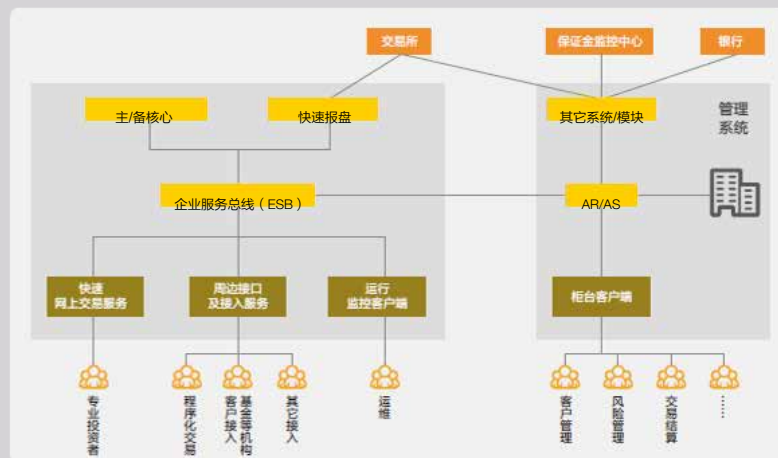 交易所
保证金监控中心
银行
主/备核心
快速报盘
其它系统/模块
管理
系统
企业服务总线（ESB）
AR/AS
快速
网上交易服务
周边接口
及接入服务
运行
监控客户端
柜台客户端
专业投资者
程序化交易
基金等机构
客户接入
其它接入
运维
客户管理
风险管理
交易结算
……